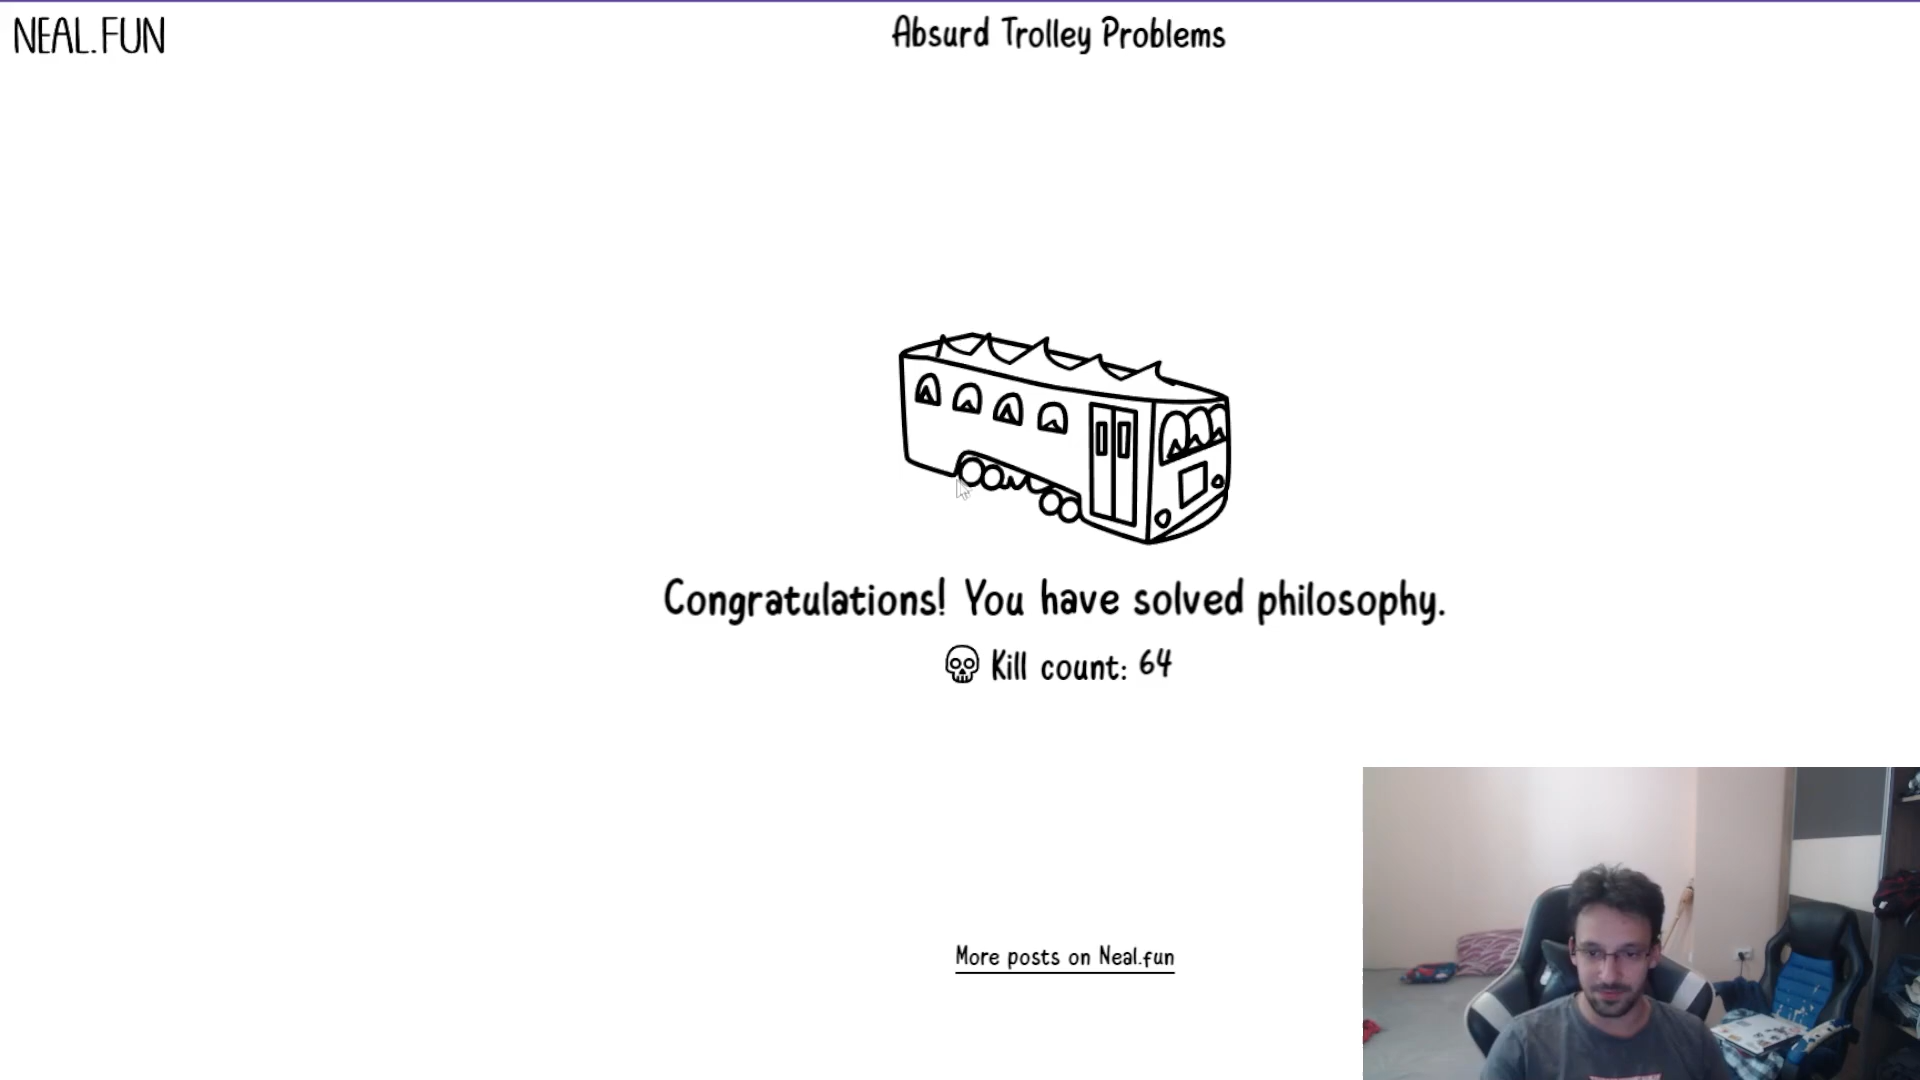 NEAL.FUN
Absurd Trolley Problems
Congratulations! You have solved philosophy.
Kill count: 64
More posts on Neal.fun